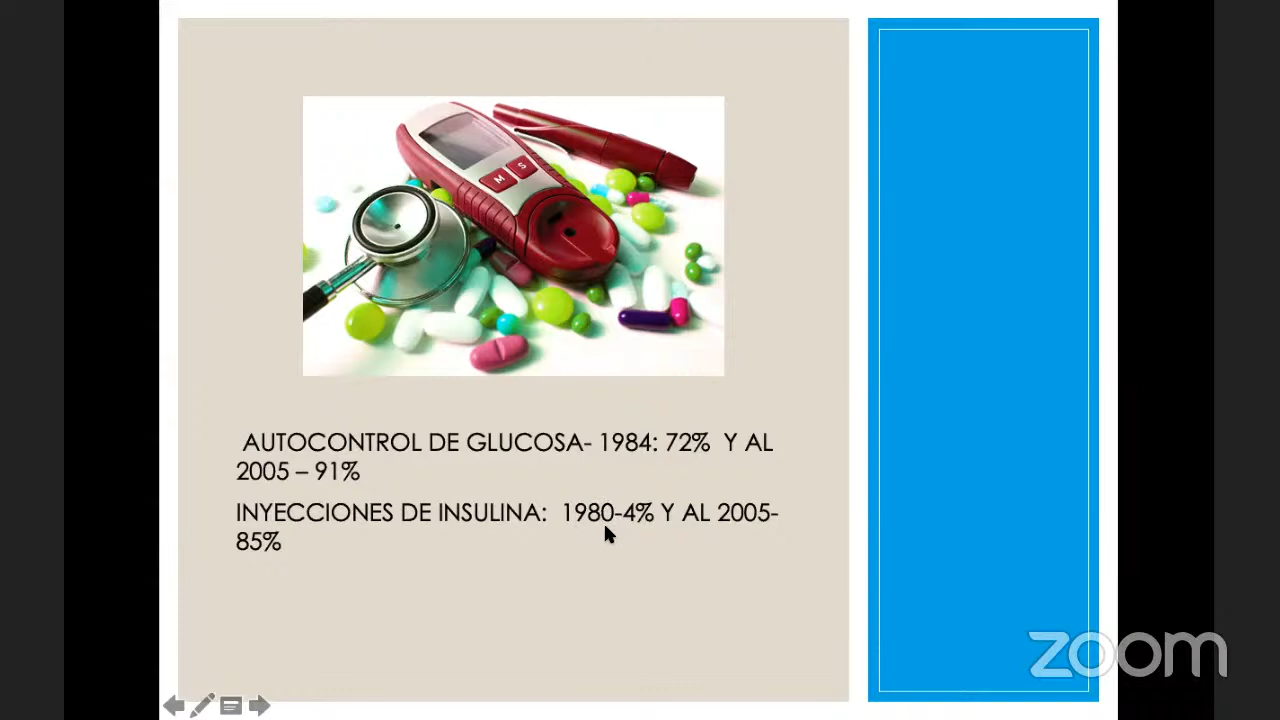 M S
AUTOCONTROL DE GLUCOSA- 1984: 72% Y AL
2005 – 91%
INYECCIONES DE INSULINA: 1980-4% Y AL 2005-
85%
zoom